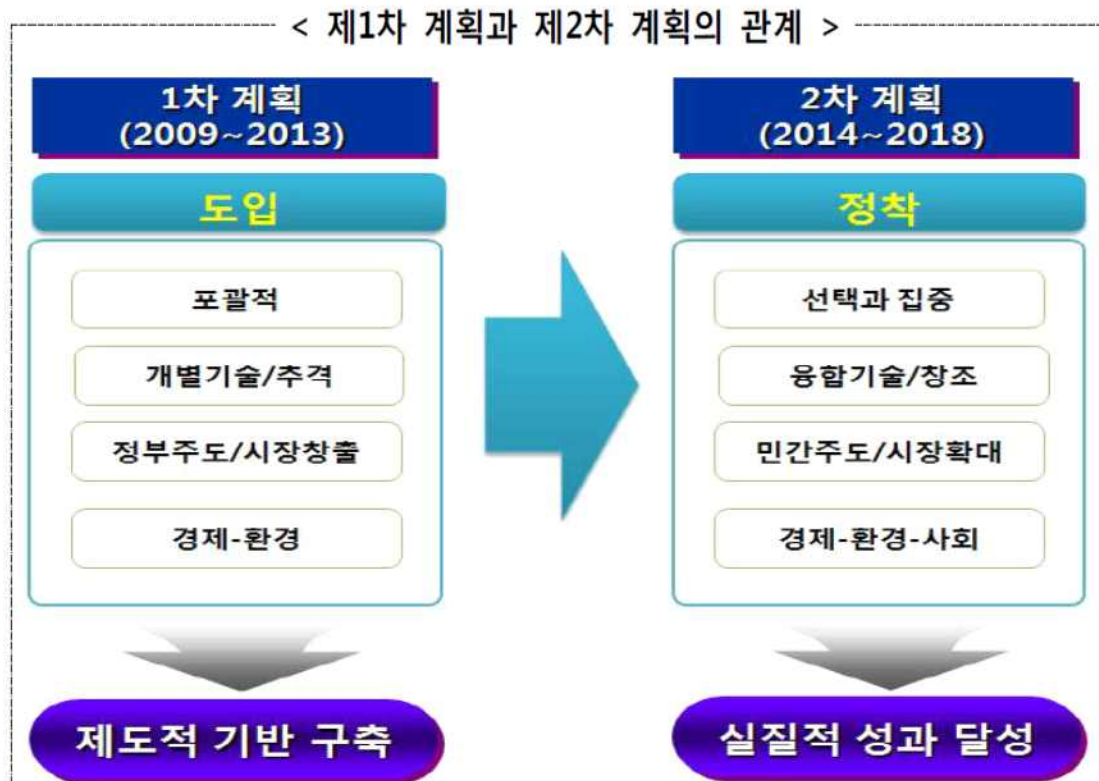 < 제1차 계획과 제2차 계획의 관계 >
1차 계획
(2009~2013)
도입
포괄적
개별기술/추격
정부주도/시장창출
경제-환경
제도적 기반 구축
2차 계획
(2014~2018)
정착
선택과 집중
융합기술/창조
민간주도/시장확대
경제-환경-사회
실질적 성과 달성